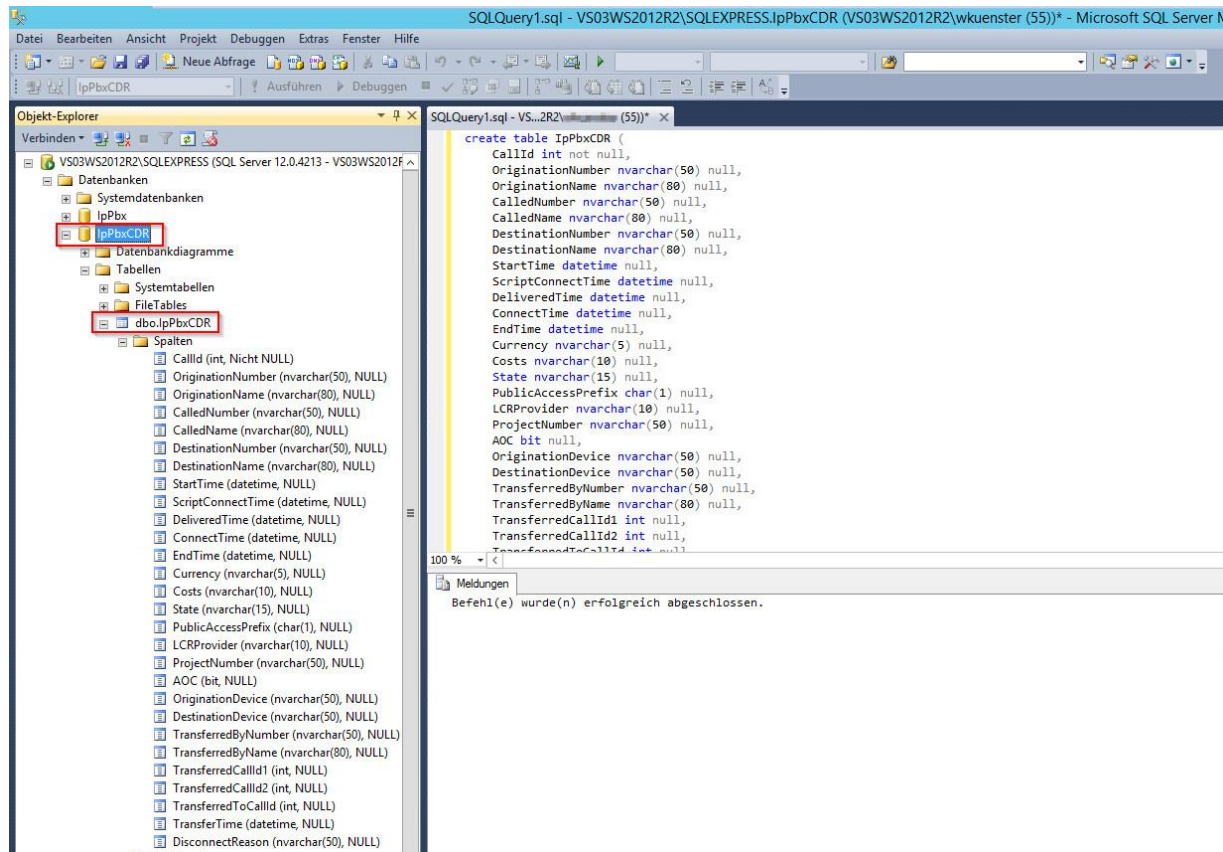 SQLQuery1.sql - VS03WS2012R2\SQLEXPRESS.IpPbxCDR (VS03WS2012R2\wkuenster (55))* - Microsoft SQL Server M
Datei Bearbeiten Ansicht Projekt Debuggen Extras Fenster Hilfe
Neue Abfrage
IpPbxCDR Ausführen Debuggen
Objekt-Explorer
Verbinden
VS03WS2012R2\SQLEXPRESS (SQL Server 12.0.4213 - VS03WS2012R
Datenbanken
Systemdatenbanken
IpPbx
IpPbxCDR
Datenbankdiagramme
Tabellen
Systemtabellen
FileTables
dbo.IpPbxCDR
Spalten
CallId (int, Nicht NULL)
OriginationNumber (nvarchar(50), NULL)
OriginationName (nvarchar(80), NULL)
CalledNumber (nvarchar(50), NULL)
CalledName (nvarchar(80), NULL)
DestinationNumber (nvarchar(50), NULL)
DestinationName (nvarchar(80), NULL)
StartTime (datetime, NULL)
ScriptConnectTime (datetime, NULL)
DeliveredTime (datetime, NULL)
ConnectTime (datetime, NULL)
EndTime (datetime, NULL)
Currency (nvarchar(5), NULL)
Costs (nvarchar(10), NULL)
State (nvarchar(15), NULL)
PublicAccessPrefix (char(1), NULL)
LCRProvider (nvarchar(10), NULL)
ProjectNumber (nvarchar(50), NULL)
AOC (bit, NULL)
OriginationDevice (nvarchar(50), NULL)
DestinationDevice (nvarchar(50), NULL)
TransferredByNumber (nvarchar(50), NULL)
TransferredByName (nvarchar(80), NULL)
TransferredCallId1 (int, NULL)
TransferredCallId2 (int, NULL)
TransferredToCallId (int, NULL)
TransferTime (datetime, NULL)
DisconnectReason (nvarchar(50), NULL)
SQLQuery1.sql - VS...2R2\ (55))*
create table IpPbxCDR (
CallId int not null,
OriginationNumber nvarchar(50) null,
OriginationName nvarchar(80) null,
CalledNumber nvarchar(50) null,
CalledName nvarchar(80) null,
DestinationNumber nvarchar(50) null,
DestinationName nvarchar(80) null,
StartTime datetime null,
ScriptConnectTime datetime null,
DeliveredTime datetime null,
ConnectTime datetime null,
EndTime datetime null,
Currency nvarchar(5) null,
Costs nvarchar(10) null,
State nvarchar(15) null,
PublicAccessPrefix char(1) null,
LCRProvider nvarchar(10) null,
ProjectNumber nvarchar(50) null,
AOC bit null,
OriginationDevice nvarchar(50) null,
DestinationDevice nvarchar(50) null,
TransferredByNumber nvarchar(50) null,
TransferredByName nvarchar(80) null,
TransferredCallId1 int null,
TransferredCallId2 int null,
TransferredToCallId int null
100 %
Meldungen
Befehl(e) wurde(n) erfolgreich abgeschlossen.